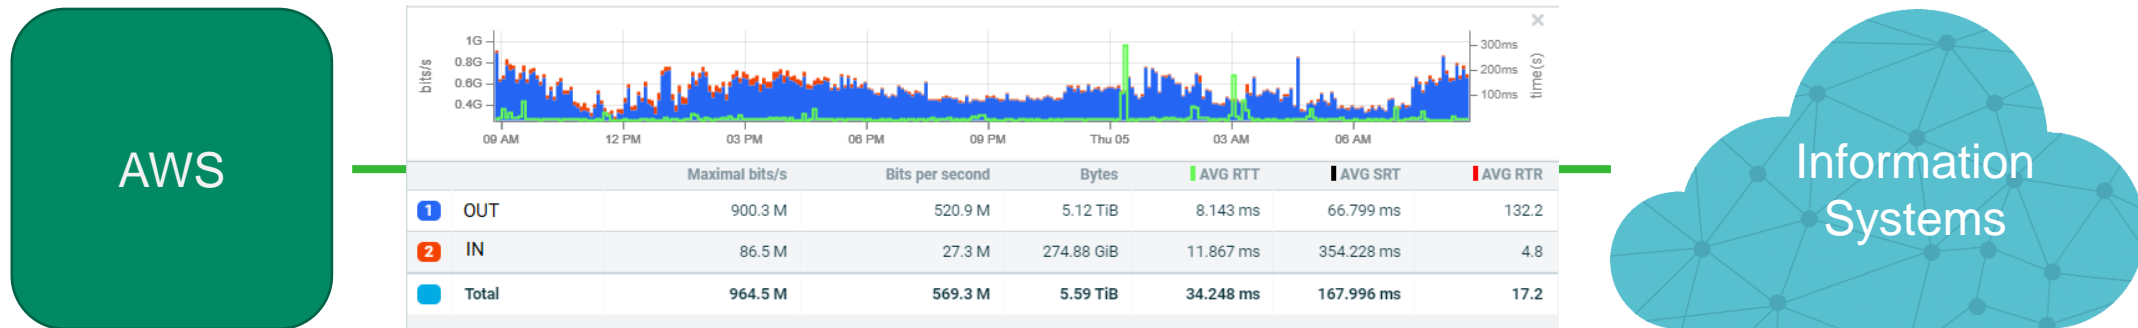 AWS
×
bits/s
1G
0.8G
0.6G
0.4G
300ms
200ms
100ms
time(s)
09 AM 12 PM 03 PM 06 PM 09 PM Thu 05 03 AM 06 AM
Maximal bits/s Bits per second Bytes AVG RTT AVG SRT AVG RTR
1 OUT 900.3 M 520.9 M 5.12 TiB 8.143 ms 66.799 ms 132.2
2 IN 86.5 M 27.3 M 274.88 GiB 11.867 ms 354.228 ms 4.8
Total 964.5 M 569.3 M 5.59 TiB 34.248 ms 167.996 ms 17.2
Information
Systems